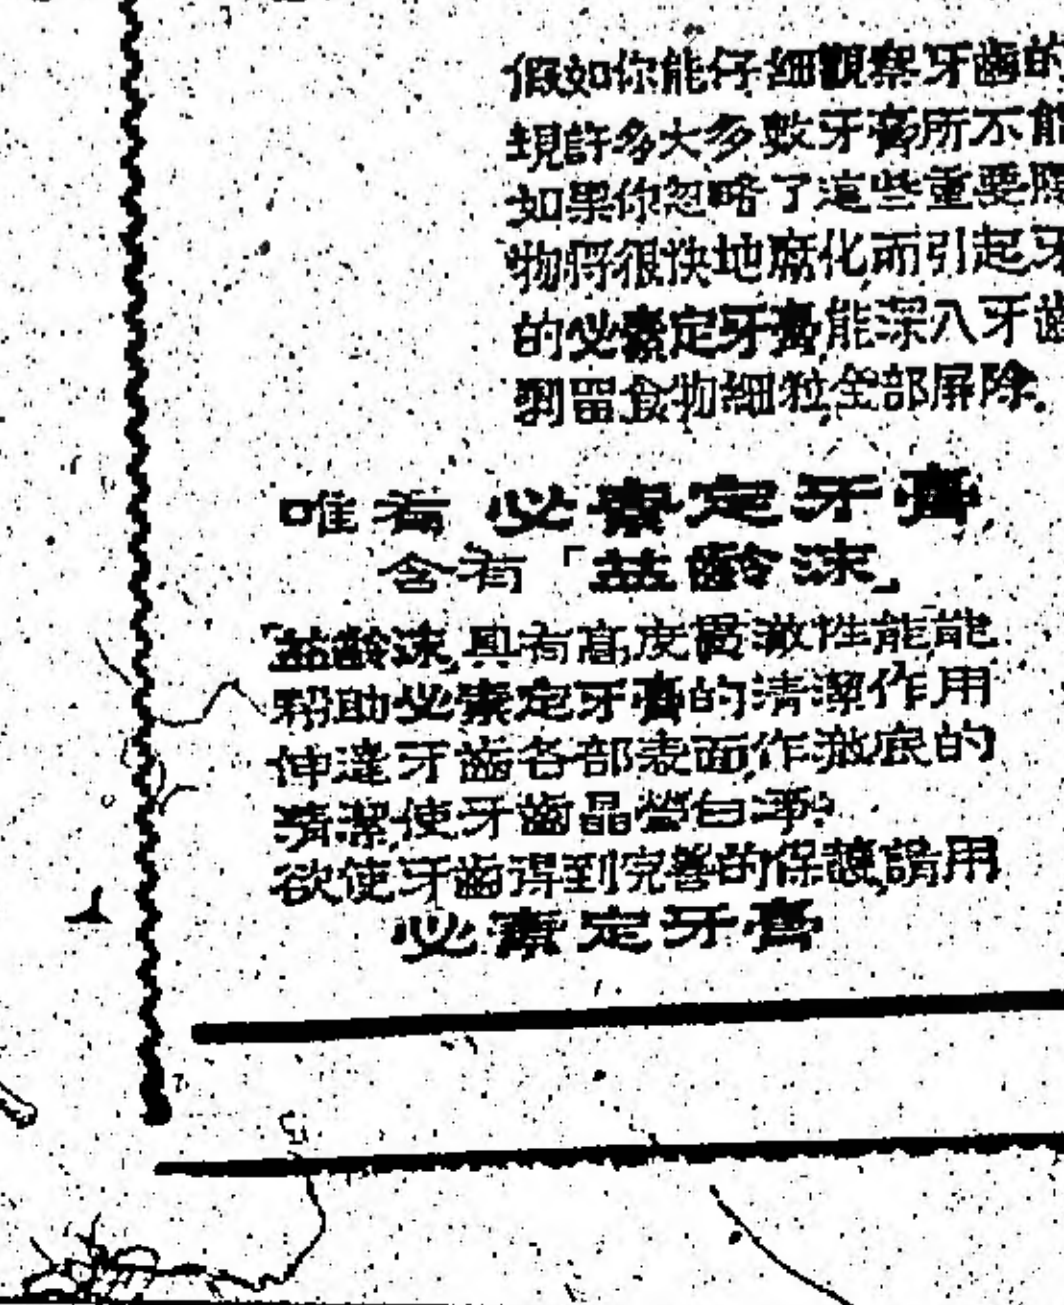 假如你能仔細觀察牙齒的
現許多大多數牙膏所不能
如果你忽略了這些重要隙
物將很快地腐化而引起牙
的必素定牙膏能深入牙齒
剩留食物細粒全部屏除。
唯有必素定牙膏
含有「益齡沫」
「益齡沫」具有高度貫澈性能能
幫助必素定牙膏的清潔作用
伸達牙齒各部表面,作澈底的
清潔,使牙齒晶瑩白淨。
欲使牙齒得到完善的保護,請用
必素定牙膏